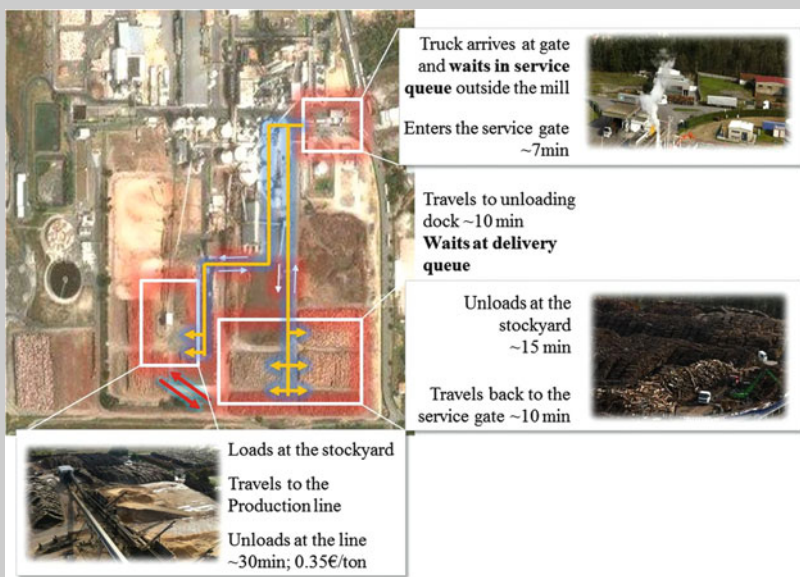 Truck arrives at gate
and waits in service
queue outside the mill
Enters the service gate
~7min
Travels to unloading
dock ~10 min
Waits at delivery
queue
Unloads at the
stockyard
~15 min
Travels back to the
service gate ~10 min
Loads at the stockyard
Travels to the
Production line
Unloads at the line
~30min; 0.35€/ton